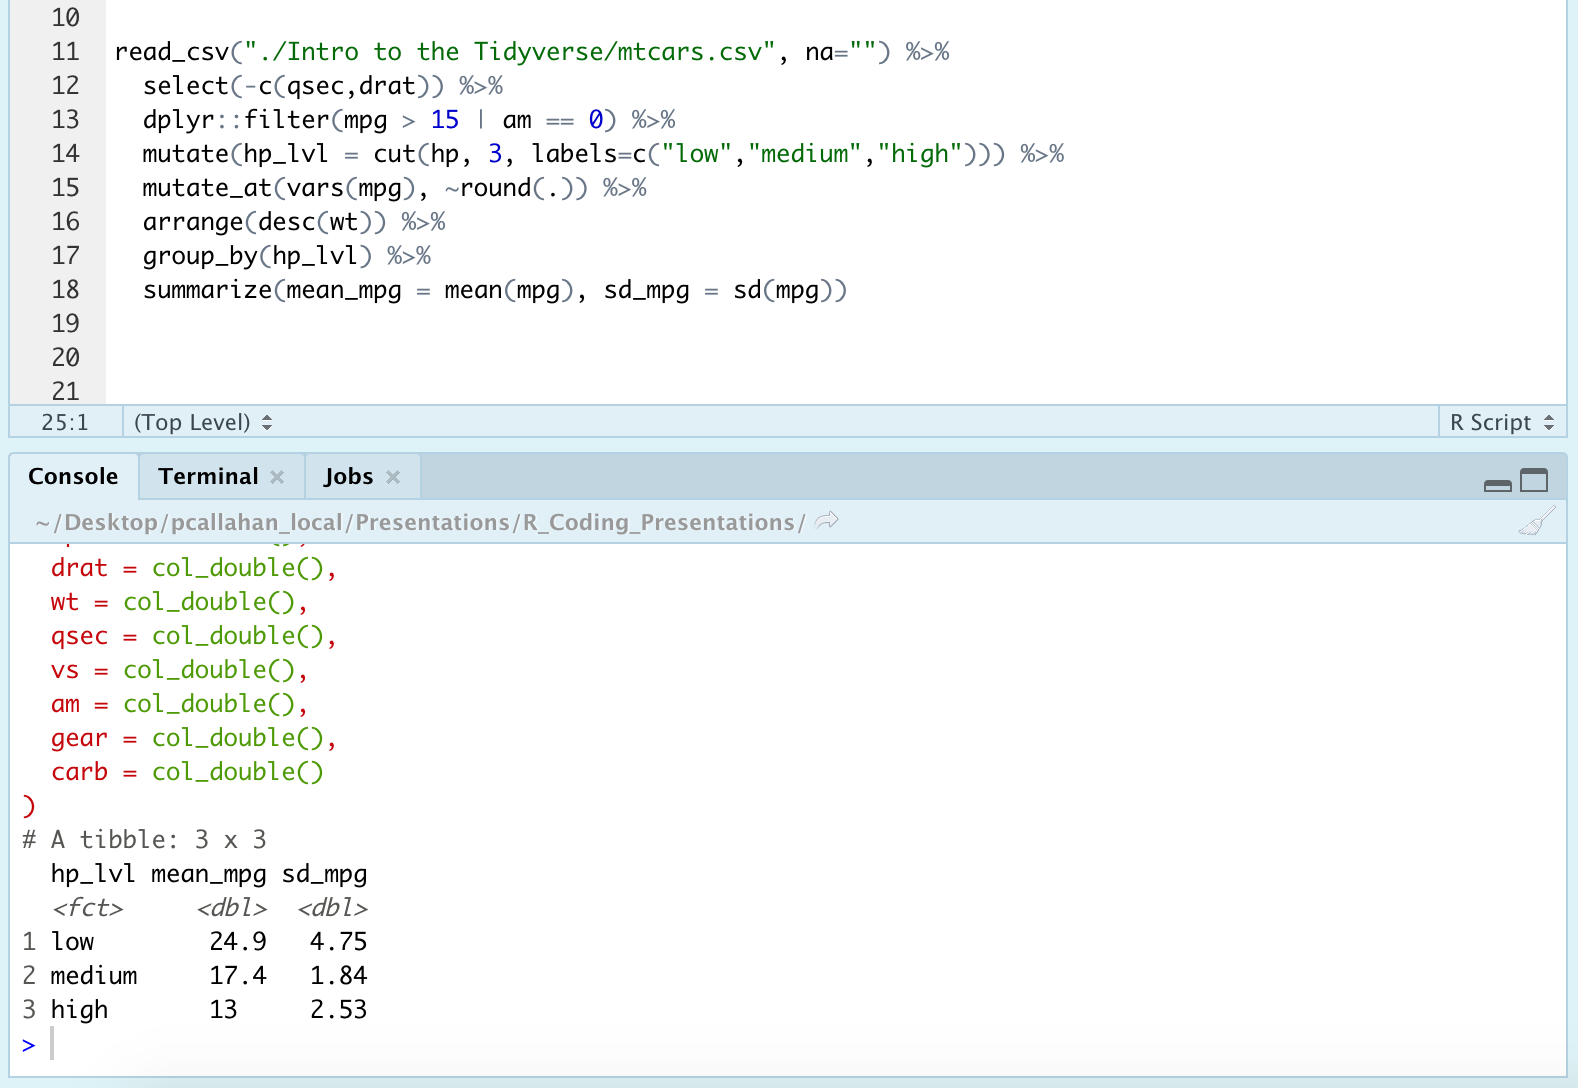 10
11 read_csv("./Intro to the Tidyverse/mtcars.csv", na="") %>%
12 select(-c(qsec,drat)) %>%
13 dplyr::filter(mpg > 15 | am == 0) %>%
14 mutate(hp_lvl = cut(hp, 3, labels=c("low","medium","high"))) %>%
15 mutate_at(vars(mpg), ~round(.)) %>%
16 arrange(desc(wt)) %>%
17 group_by(hp_lvl) %>%
18 summarize(mean_mpg = mean(mpg), sd_mpg = sd(mpg))
19
20
21
25:1 (Top Level) R Script
Console Terminal Jobs
~/Desktop/pcallahan_local/Presentations/R_Coding_Presentations/
drat = col_double(),
wt = col_double(),
qsec = col_double(),
vs = col_double(),
am = col_double(),
gear = col_double(),
carb = col_double()
)
# A tibble: 3 x 3
hp_lvl mean_mpg sd_mpg
<fct> <dbl> <dbl>
1 low 24.9 4.75
2 medium 17.4 1.84
3 high 13 2.53
>